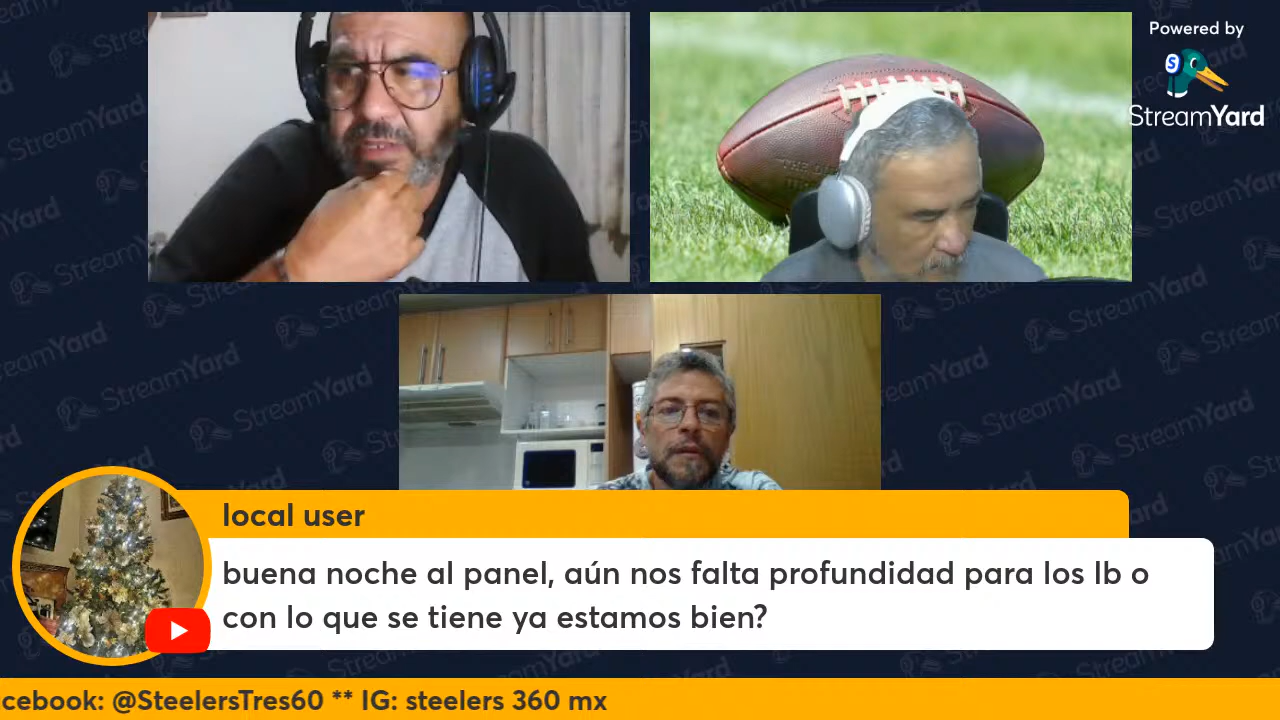 Powered by
StreamYard
local user
buena noche al panel, aún nos falta profundidad para los lb o
con lo que se tiene ya estamos bien?
cebook: @SteelersTres60 ** IG: steelers 360 mx